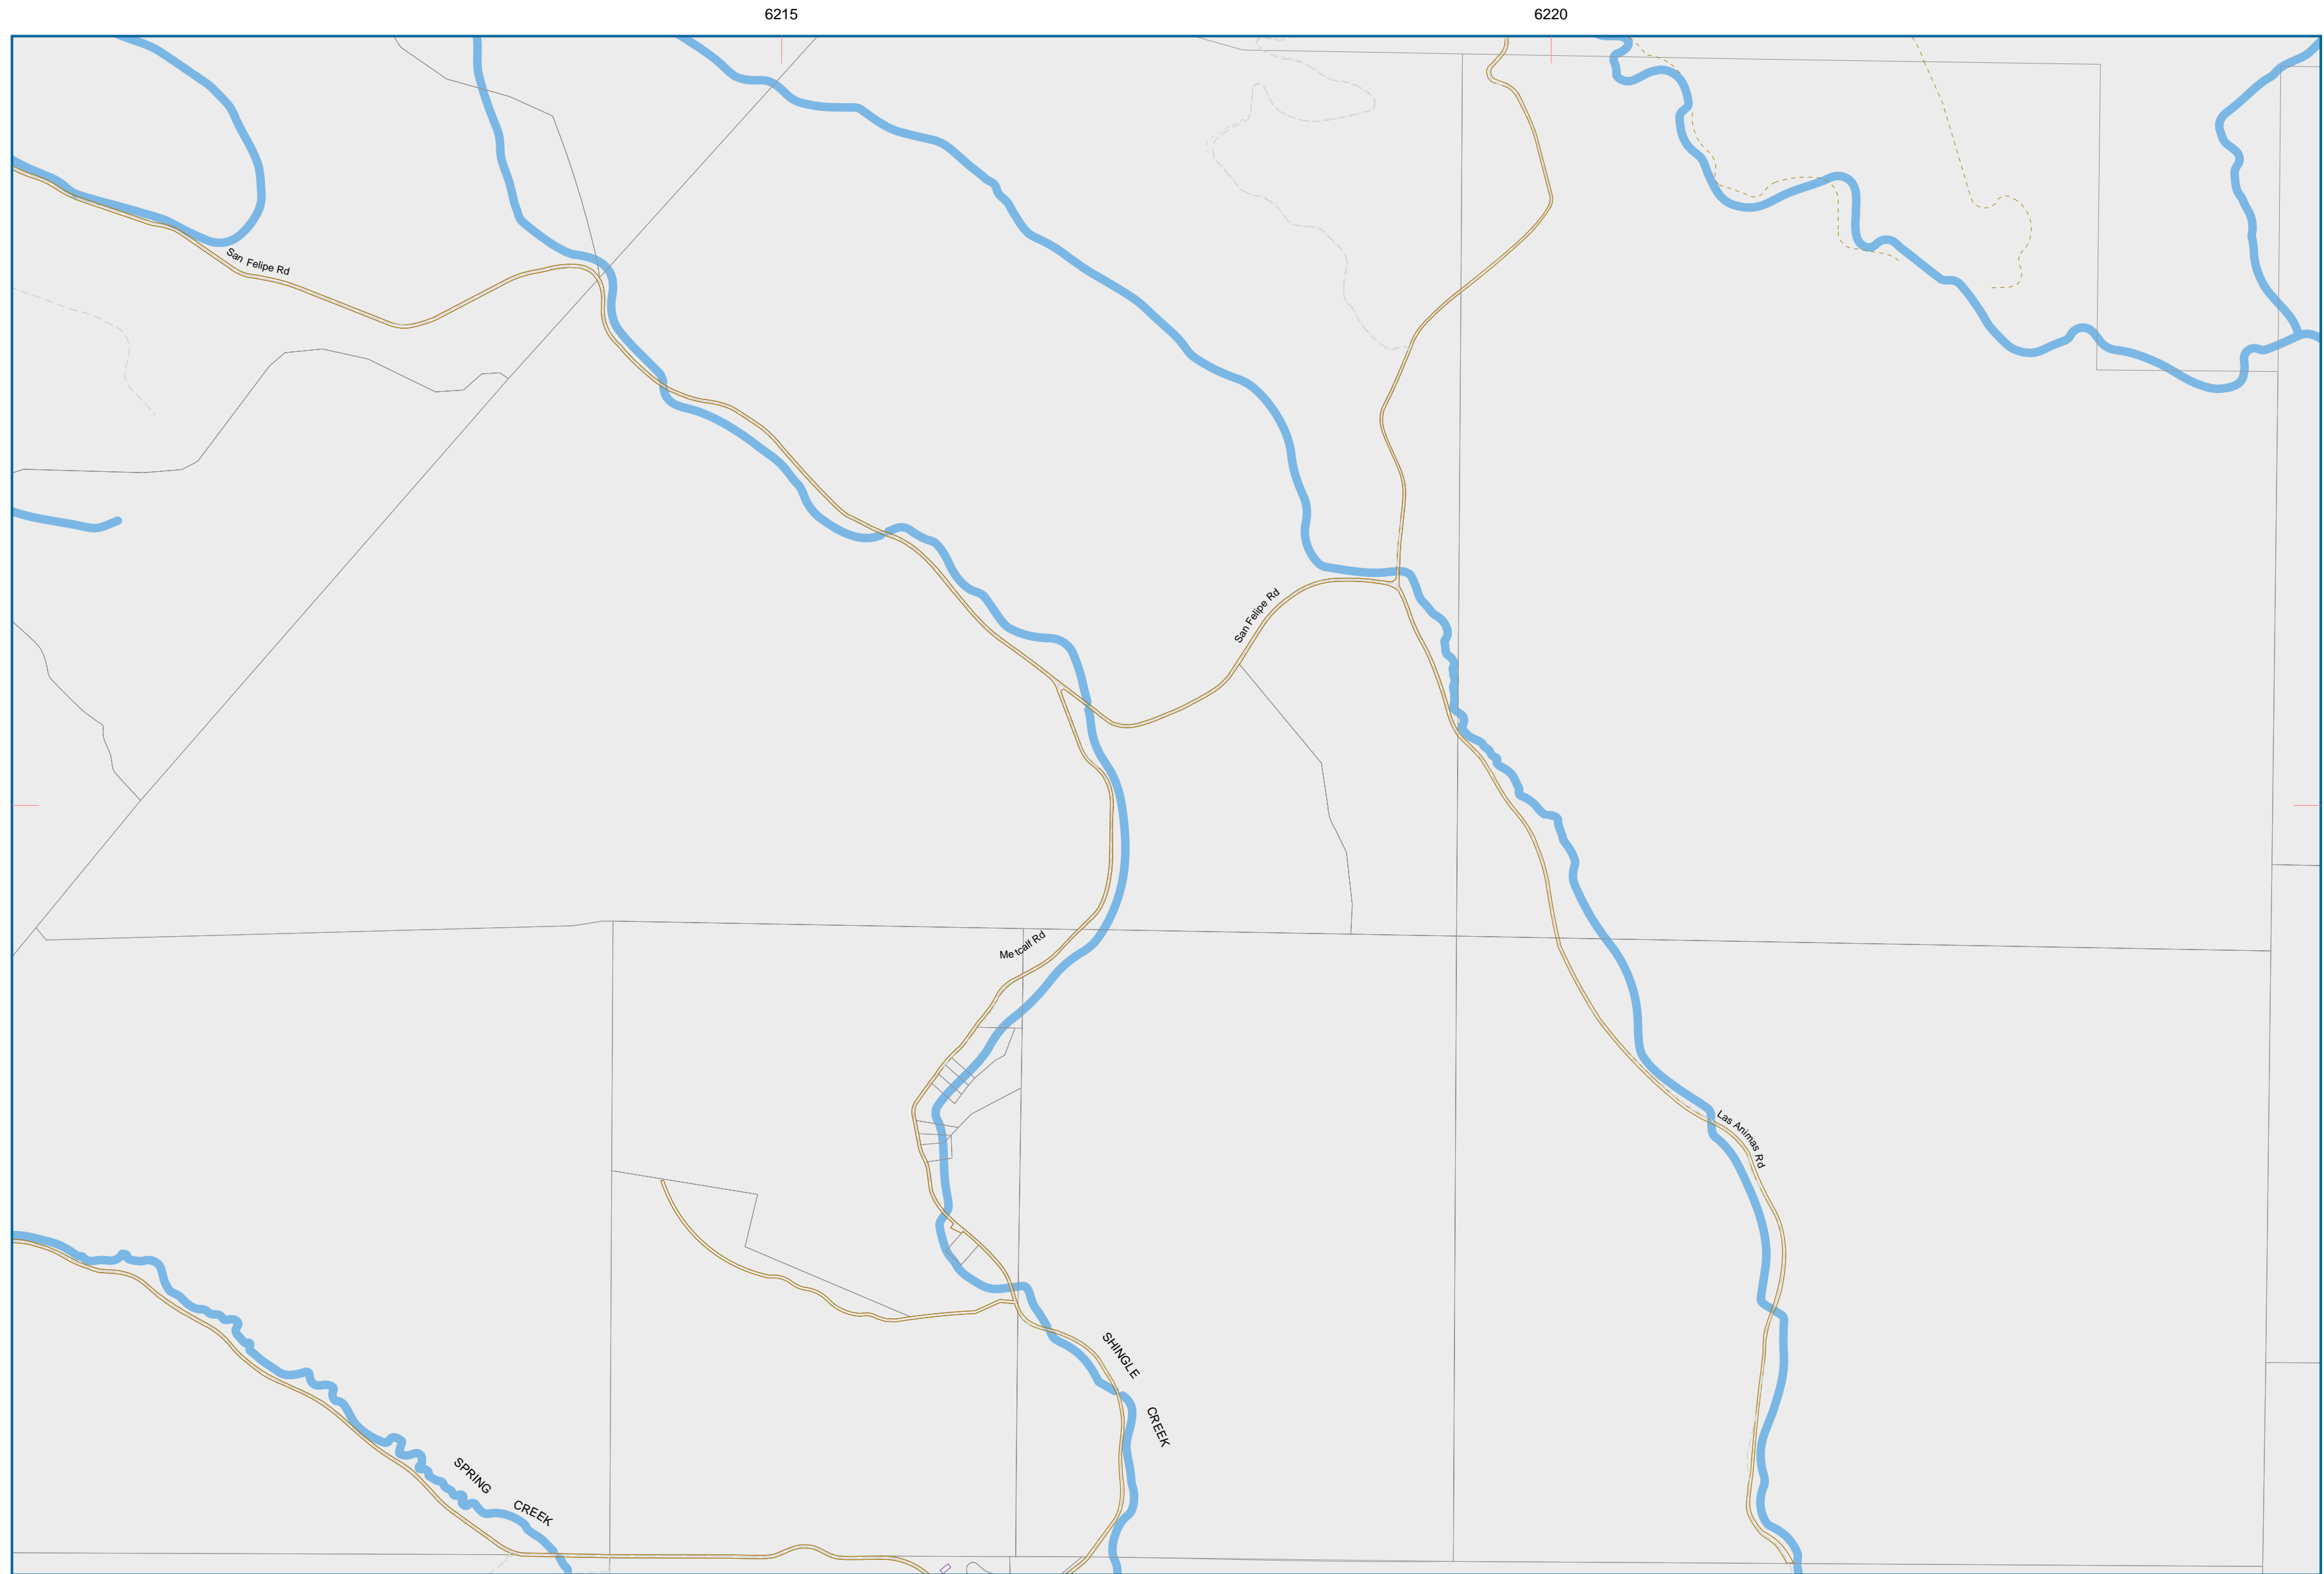 6215 6220
San Felipe Rd
San Felipe Rd
Metcalf Rd
Las Animas Rd
SHINGLE CREEK
SPRING CREEK